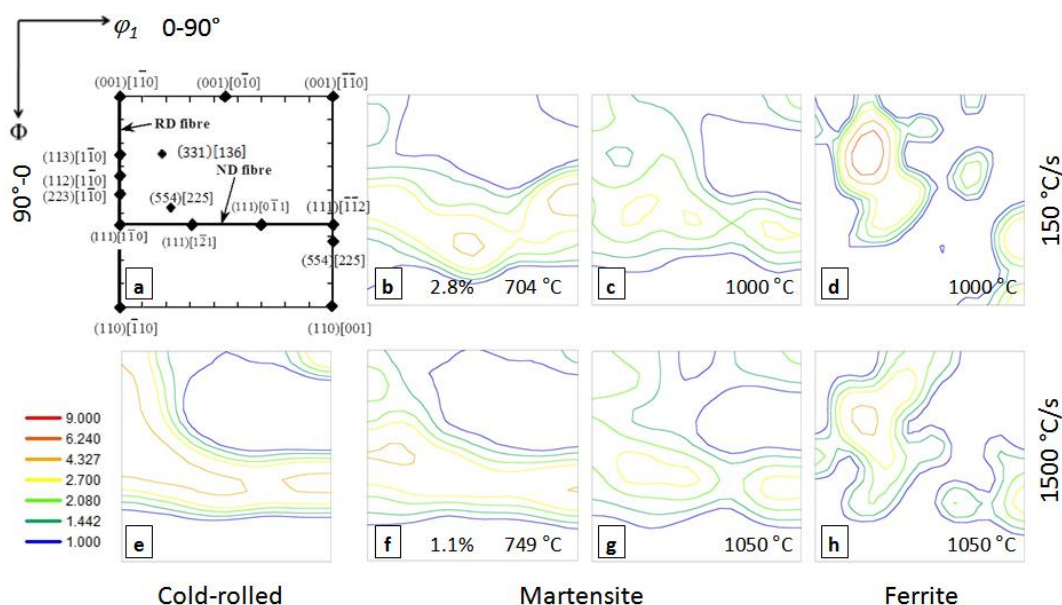 φ₁ 0-90°
Φ
90°-0
(001)[11̄0]
(001)[01̄0]
(001)[1̄1̄0]
RD fibre
(113)[11̄0]
(331)[136]
(112)[11̄0]
ND fibre
(223)[11̄0]
(554)[225]
(111)[01̄1]
(111)[1̄1̄2]
(111)[11̄0]
(111)[12̄1]
(554)[225]
a
(110)[1̄10]
(110)[001]
b 2.8% 704 °C
c 1000 °C
d 1000 °C
150 °C/s
9.000
6.240
4.327
2.700
2.080
1.442
1.000
e
f 1.1% 749 °C
g 1050 °C
h 1050 °C
1500 °C/s
Cold-rolled
Martensite
Ferrite